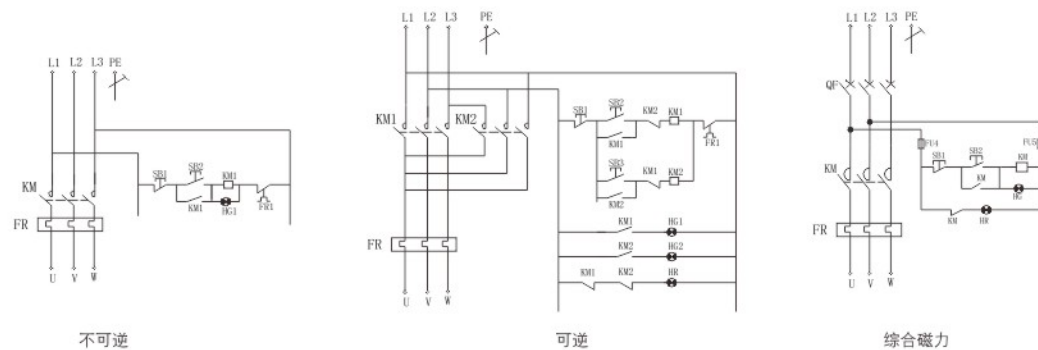 L1 L2 L3 PE
KM
FR
SB1
SB2
KM1
KM1
HG1
FR1
U V W
不可逆
L1 L2 L3 PE
KM1
KM2
FR
SB1
SB2
KM2
KM1
KM1
FR1
SB3
KM1
KM2
KM2
KM1
HG1
KM2
HG2
KM1
KM2
HR
U V W
可逆
L1 L2 L3 PE
QF
FU4
FU5
KM
SB1
SB2
KM
KM
HG
KM
HR
FR
U V W
综合磁力